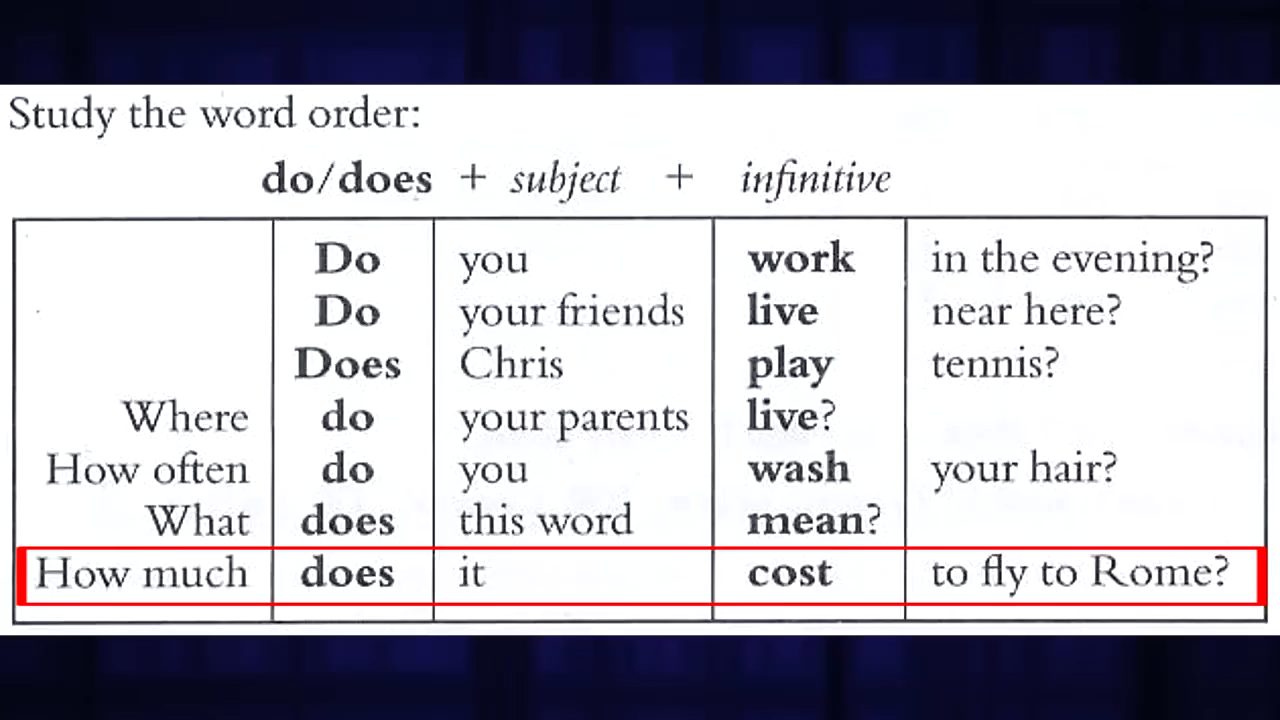 Study the word order:
do/does + subject + infinitive
Do you work in the evening?
Do your friends live near here?
Does Chris play tennis?
Where do your parents live?
How often do you wash your hair?
What does this word mean?
How much does it cost to fly to Rome?